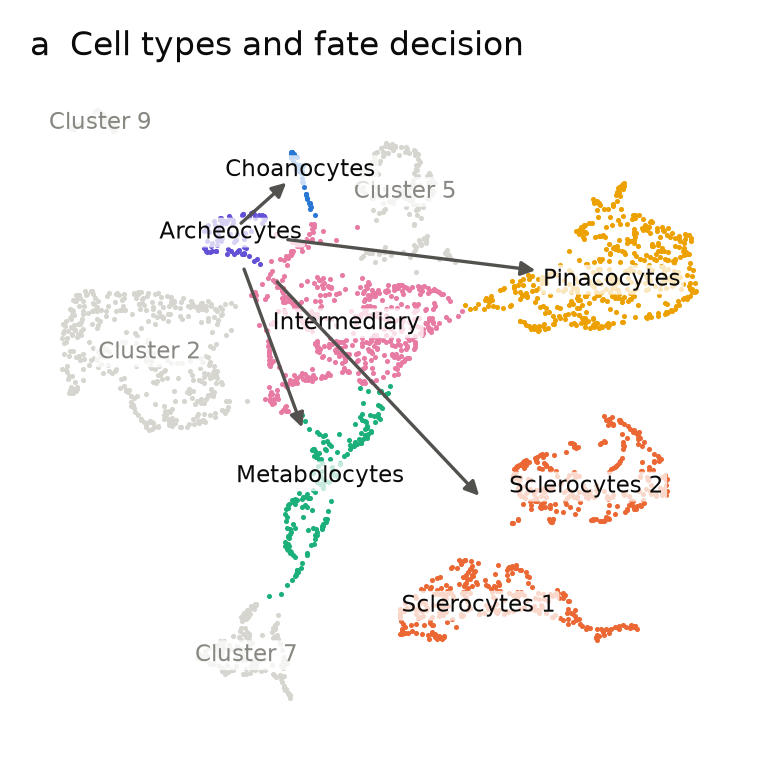 a Cell types and fate decision
Cluster 9
Choanocytes
Cluster 5
Archeocytes
Pinacocytes
Intermediary
Cluster 2
Metabolocytes
Sclerocytes 2
Sclerocytes 1
Cluster 7